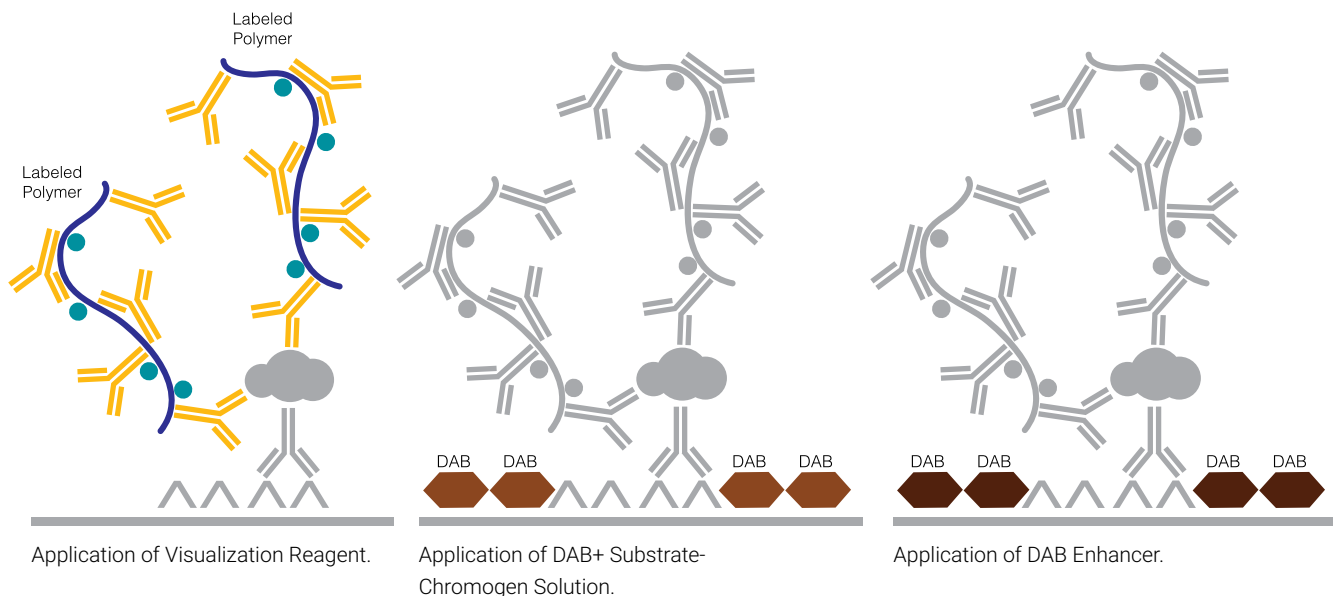 Labeled
Polymer
Labeled
Polymer
DAB
DAB
DAB
DAB
DAB
DAB
DAB
DAB
Application of Visualization Reagent.
Application of DAB+ Substrate-
Chromogen Solution.
Application of DAB Enhancer.